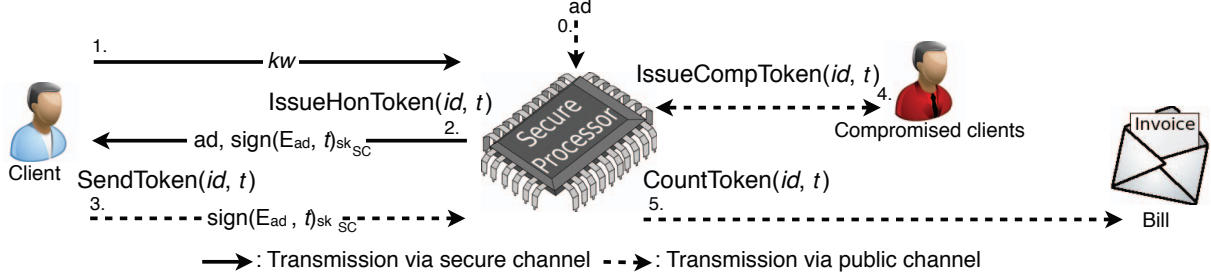 ad
0.
1.
kw
IssueCompToken(id, t)
4.
IssueHonToken(id, t)
2.
Secure
Processor
Invoice
ad, sign(Ead, t)skSC
Compromised clients
Client
SendToken(id, t)
CountToken(id, t)
3.
sign(Ead , t)sk SC
5.
Bill
: Transmission via secure channel : Transmission via public channel